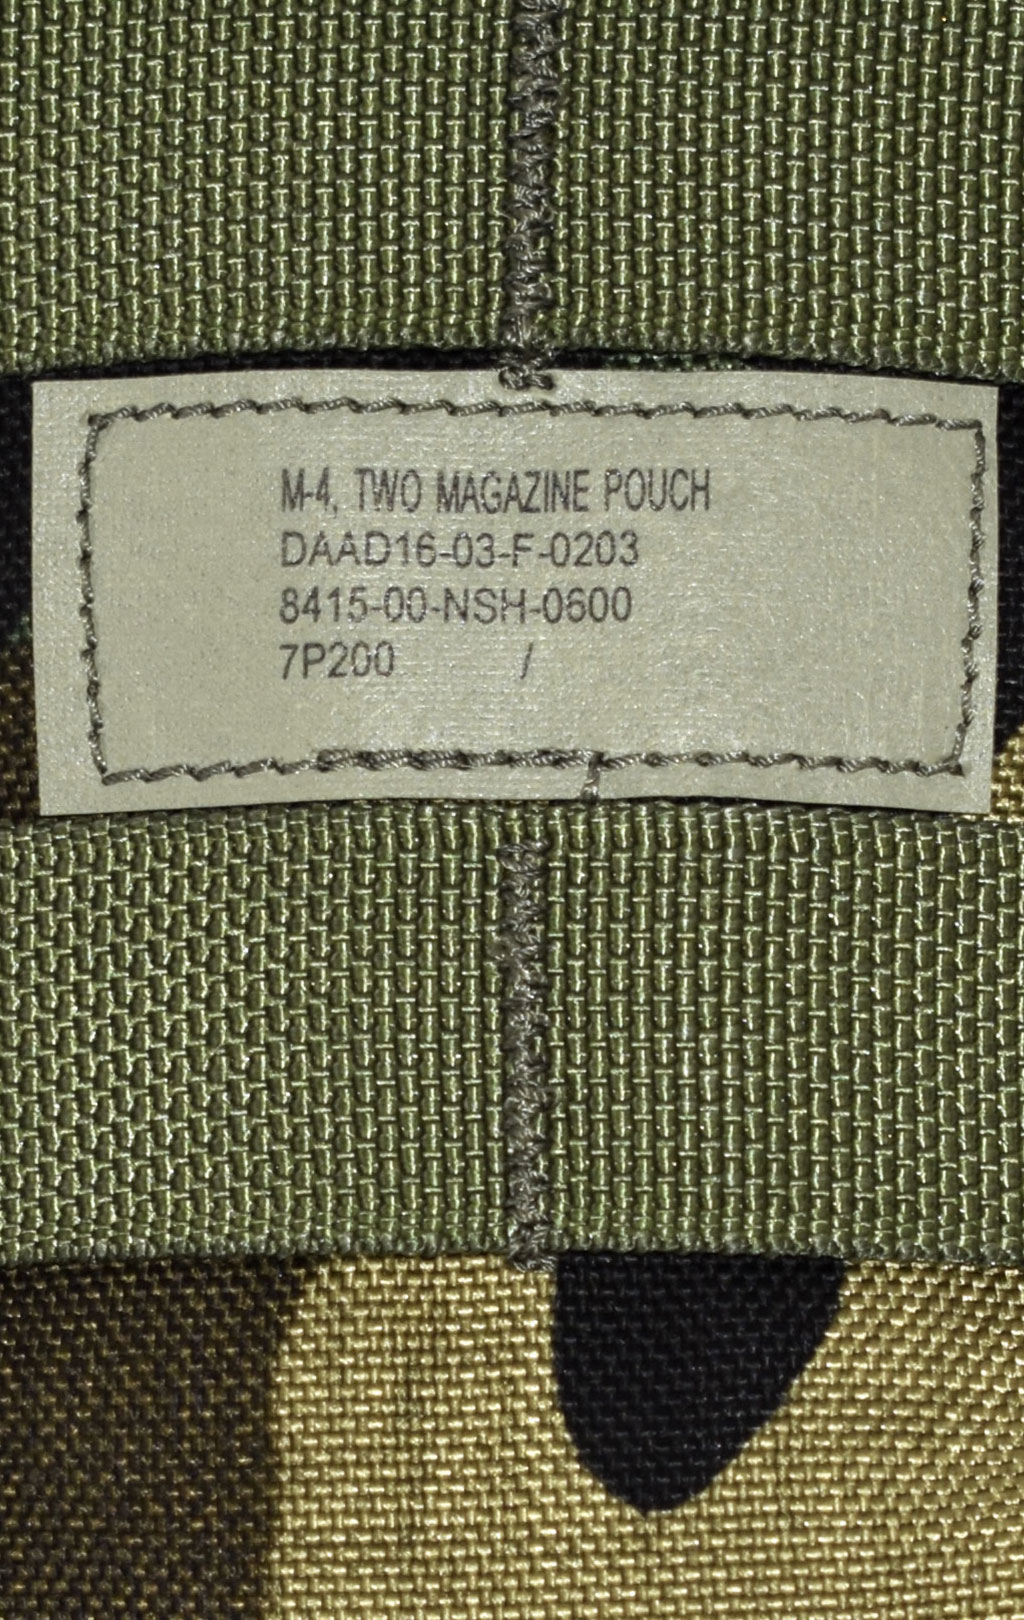 M-4, TWO MAGAZINE POUCH
DAAD16-03-F-0203
8415-00-NSH-0600
7P200 /